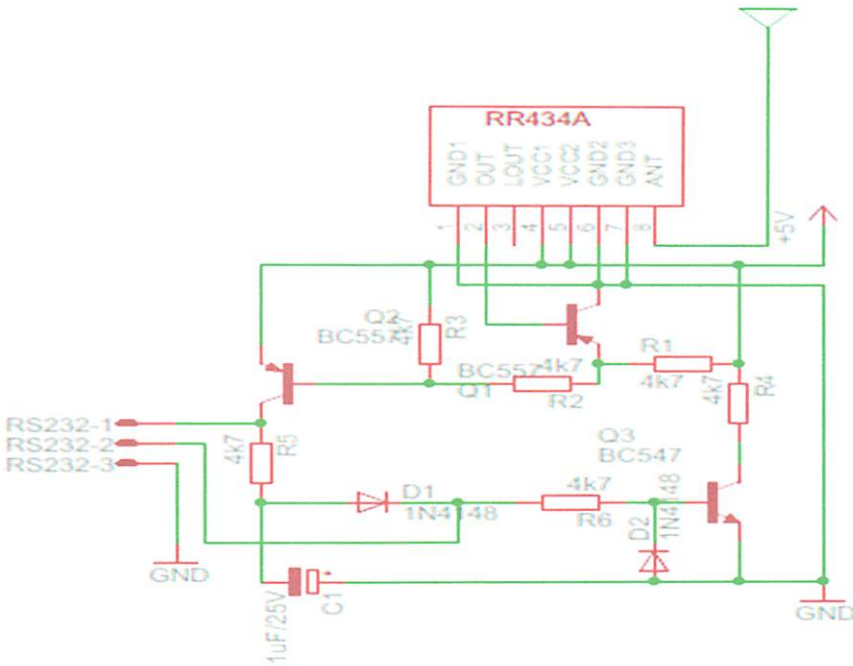 RR434A
GND1
OUT
LOUT
VCC1
VCC2
GND2
GND3
ANT
1
2
3
4
5
6
7
8
+5V
Q2
BC557
4k7
R3
BC557
Q1
4k7
R2
R1
4k7
4k7
R4
RS232-1
RS232-2
RS232-3
4k7
R5
Q3
BC547
D1
1N4148
4k7
R6
D2
1N4148
GND
1uF/25V
+
C1
GND